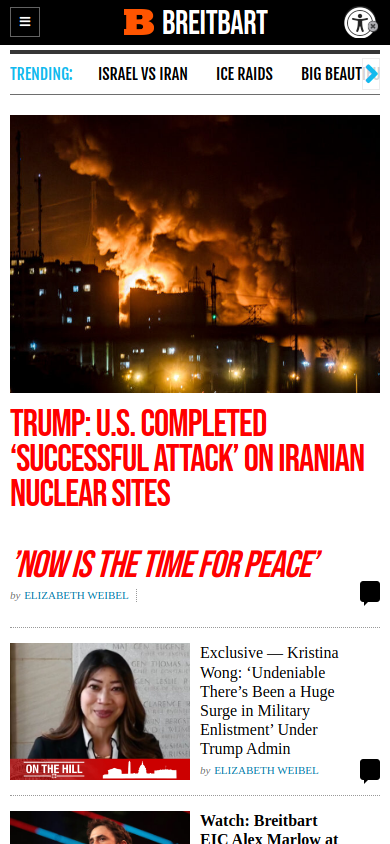 B BREITBART
TRENDING:
ISRAEL VS RAN
ICE RAIDS
BIG BEAUT
TRUMP: U.S. COMPLETED
‘SUCCESSFUL ATTACK’ ON IRANIAN
NUCLEAR SITES
’NOW IS THE TIME FOR PEACE’
by ELIZABETH WEIBEL
ON THE HILL
Exclusive — Kristina
Wong: ‘Undeniable
There’s Been a Huge
Surge in Military
Enlistment’ Under
Trump Admin
by ELIZABETH WEIBEL
Watch: Breitbart
EIC Alex Marlow at